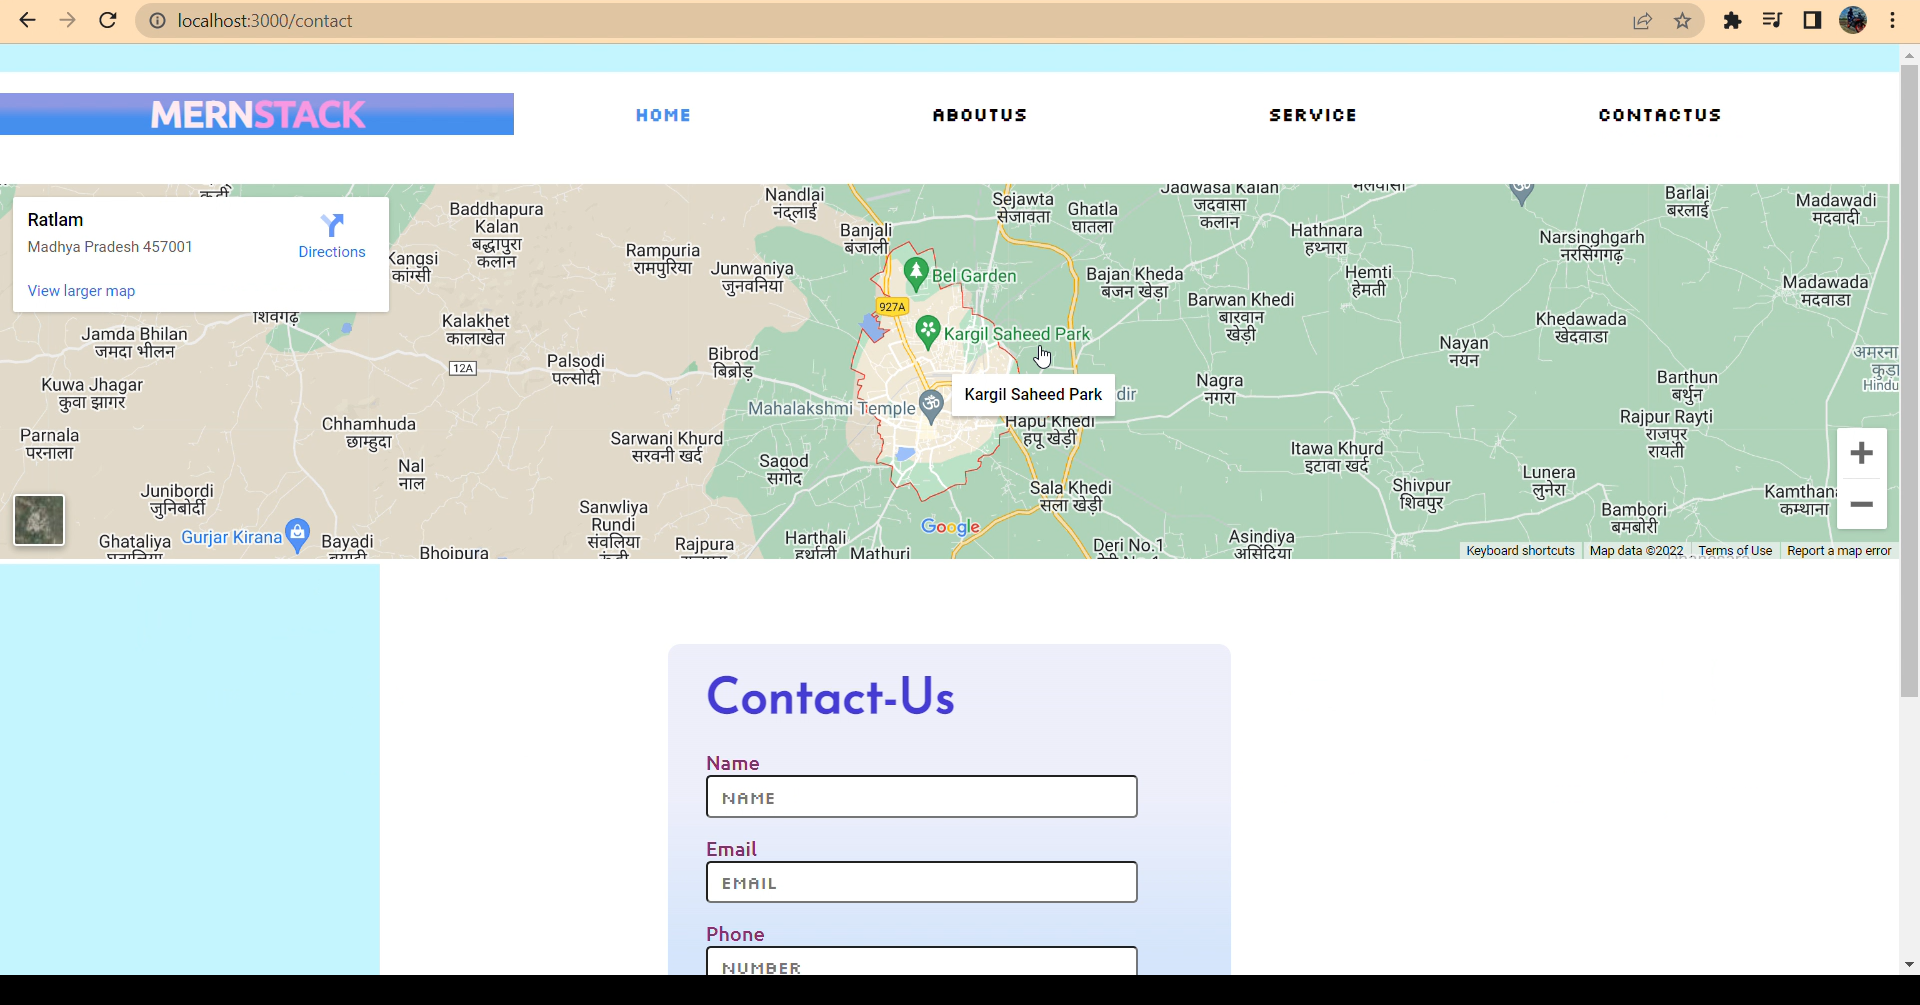 localhost:3000/contact
MERNSTACK
HOME
ABOUTUS
SERVICE
CONTACTUS
Ratlam
Madhya Pradesh 457001
Directions
View larger map
Baddhapura
Kalan
बद्धापुरा
कलान
Kangsi
कांग्सी
Rampuria
रामपुरिया
Junwaniya
जुनवनिया
Nandlai
नंद्लाई
Banjali
बंजाली
Sejawta
सेजावता
Ghatla
घातला
Jadwasa Kalan
जदवासा
कलान
मलवासा
Barlai
बरलाई
Madawadi
मदवादी
Hathnara
हथ्नारा
Narsinghgarh
नरसिंगगढ़
Bel Garden
Bajan Kheda
बजन खेड़ा
Hemti
हेमती
Madawada
मदवाडा
927A
Barwan Khedi
बारवान
खेड़ी
शिवगढ़
Jamda Bhilan
जमदा भीलन
Kalakhet
कालाखेत
Kargil Saheed Park
Khedawada
खेदवाडा
12A
Palsodi
पल्सोदी
Bibrod
बिब्रोड़
Nayan
नयन
अमरना
कुडा
Hindu
Kuwa Jhagar
कुवा झागर
Kargil Saheed Park
dir
Nagra
नगरा
Barthun
बर्थुन
Mahalakshmi Temple
Hapu Khedi
हपू खेड़ी
Rajpur Rayti
राजपुर
रायती
Chhamhuda
छाम्हुदा
Parnala
परनाला
Sarwani Khurd
सरवनी खर्द
Itawa Khurd
इटावा खर्द
Nal
नाल
Sagod
सगोद
Lunera
लुनेरा
Junibordi
जुनिबोर्दी
Sala Khedi
सला खेड़ी
Shivpur
शिवपुर
Kamthana
कम्थाना
Sanwliya
Rundi
संवलिया
Bambori
बमबोरी
Ghataliya
Gurjar Kirana
Bayadi
Bhojpura
Rajpura
Harthali
हर्थाली
Mathuri
Google
Deri No.1
Asindiya
असिंदिया
Keyboard shortcuts
Map data ©2022
Terms of Use
Report a map error
Contact-Us
Name
NAME
Email
EMAIL
Phone
NUMBER